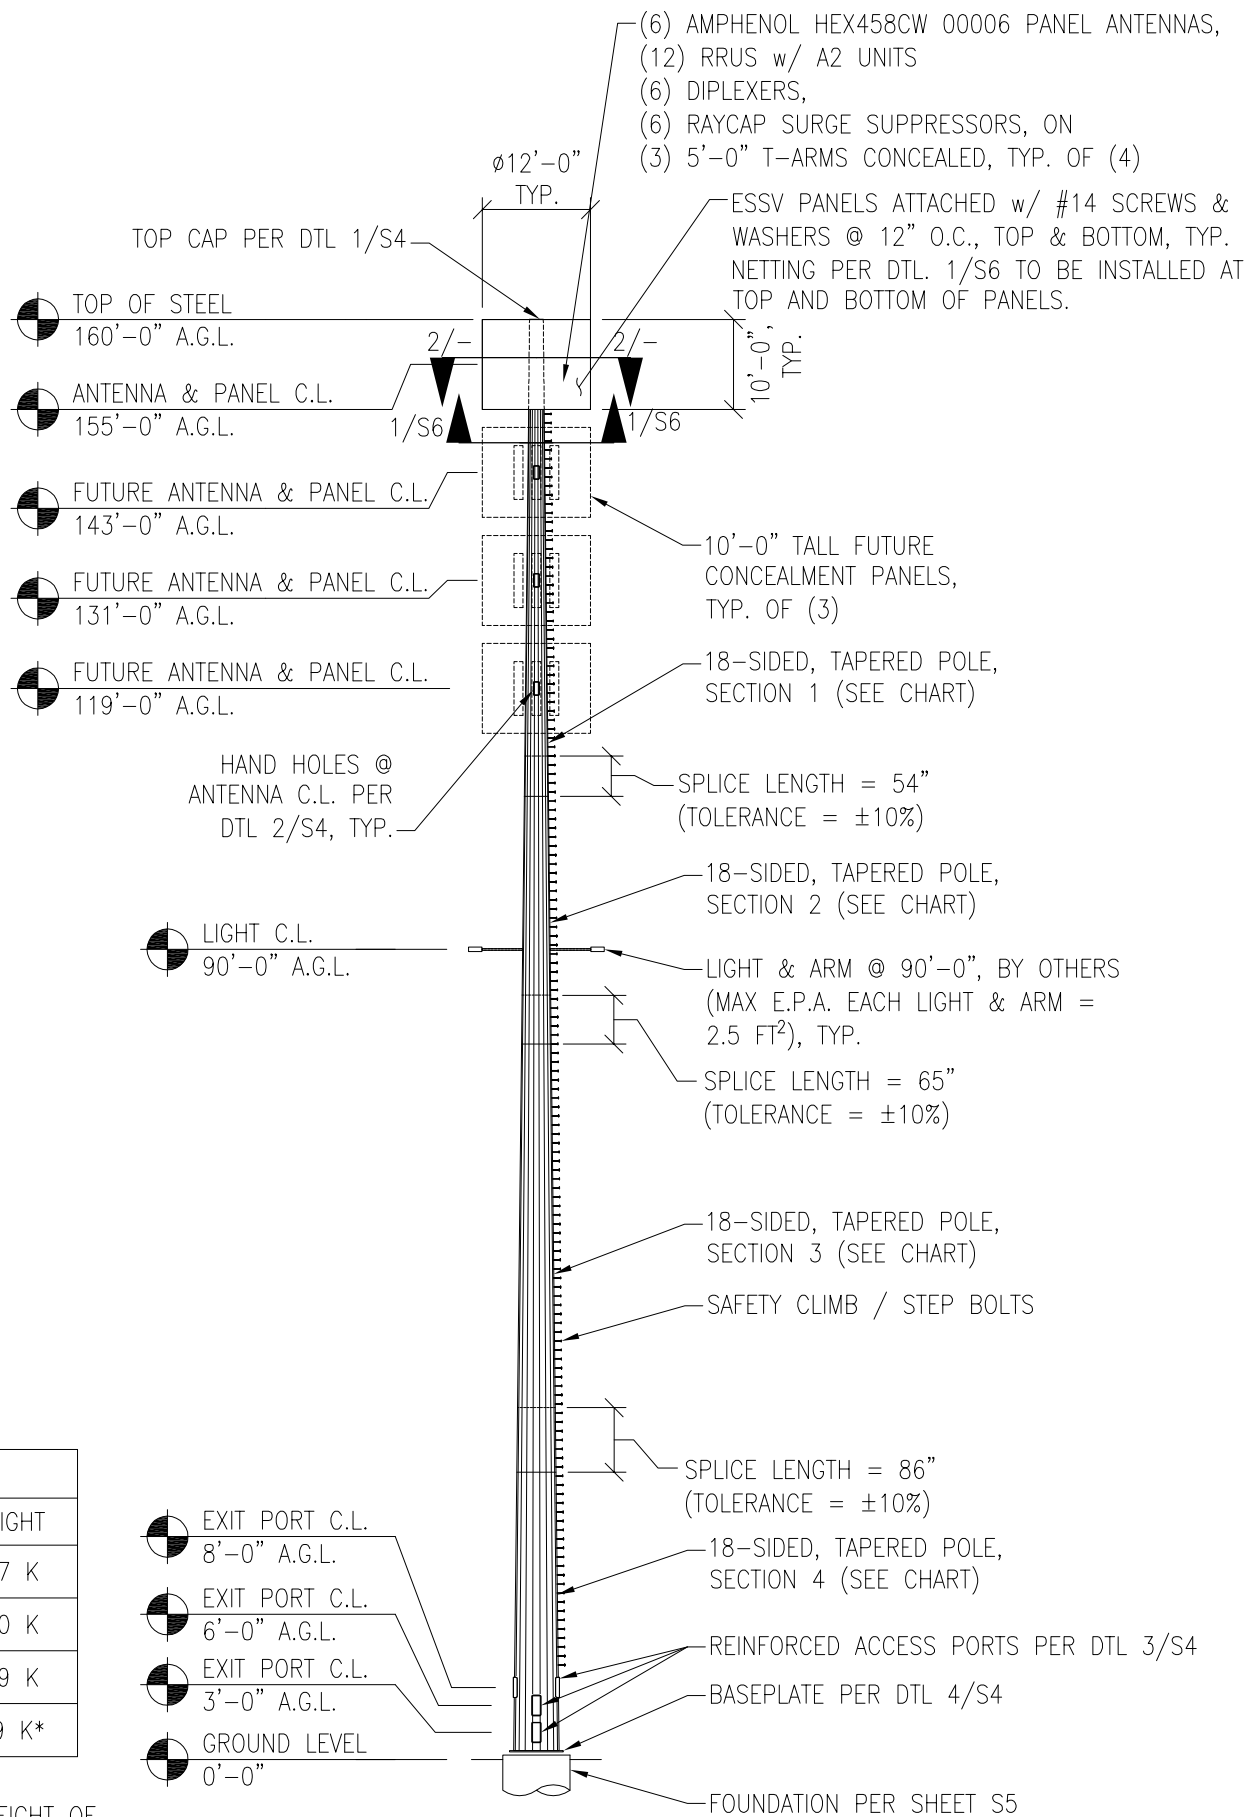 (6) AMPHENOL HEX458CW 00006 PANEL ANTENNAS,
(12) RRUS w/ A2 UNITS
(6) DIPLEXERS,
(6) RAYCAP SURGE SUPPRESSORS, ON
(3) 5'-0" T-ARMS CONCEALED, TYP. OF (4)
ø12'-0"
TYP.
ESSV PANELS ATTACHED w/ #14 SCREWS &
WASHERS @ 12" O.C., TOP & BOTTOM, TYP.
NETTING PER DTL. 1/S6 TO BE INSTALLED AT
TOP AND BOTTOM OF PANELS.
TOP CAP PER DTL 1/S4
TOP OF STEEL
160'-0" A.G.L.
2/-
2/-
10'-0",
TYP.
ANTENNA & PANEL C.L.
155'-0" A.G.L.
1/S6
1/S6
FUTURE ANTENNA & PANEL C.L.
143'-0" A.G.L.
10'-0" TALL FUTURE
CONCEALMENT PANELS,
TYP. OF (3)
FUTURE ANTENNA & PANEL C.L.
131'-0" A.G.L.
18-SIDED, TAPERED POLE,
SECTION 1 (SEE CHART)
FUTURE ANTENNA & PANEL C.L.
119'-0" A.G.L.
HAND HOLES @
ANTENNA C.L. PER
DTL 2/S4, TYP.
SPLICE LENGTH = 54"
(TOLERANCE = ±10%)
18-SIDED, TAPERED POLE,
SECTION 2 (SEE CHART)
LIGHT C.L.
90'-0" A.G.L.
LIGHT & ARM @ 90'-0", BY OTHERS
(MAX E.P.A. EACH LIGHT & ARM =
2.5 FT²), TYP.
SPLICE LENGTH = 65"
(TOLERANCE = ±10%)
18-SIDED, TAPERED POLE,
SECTION 3 (SEE CHART)
SAFETY CLIMB / STEP BOLTS
SPLICE LENGTH = 86"
(TOLERANCE = ±10%)
IGHT
7 K
0 K
9 K
9 K*
EXIT PORT C.L.
8'-0" A.G.L.
18-SIDED, TAPERED POLE,
SECTION 4 (SEE CHART)
EXIT PORT C.L.
6'-0" A.G.L.
REINFORCED ACCESS PORTS PER DTL 3/S4
EXIT PORT C.L.
3'-0" A.G.L.
BASEPLATE PER DTL 4/S4
GROUND LEVEL
0'-0"
FOUNDATION PER SHEET S5